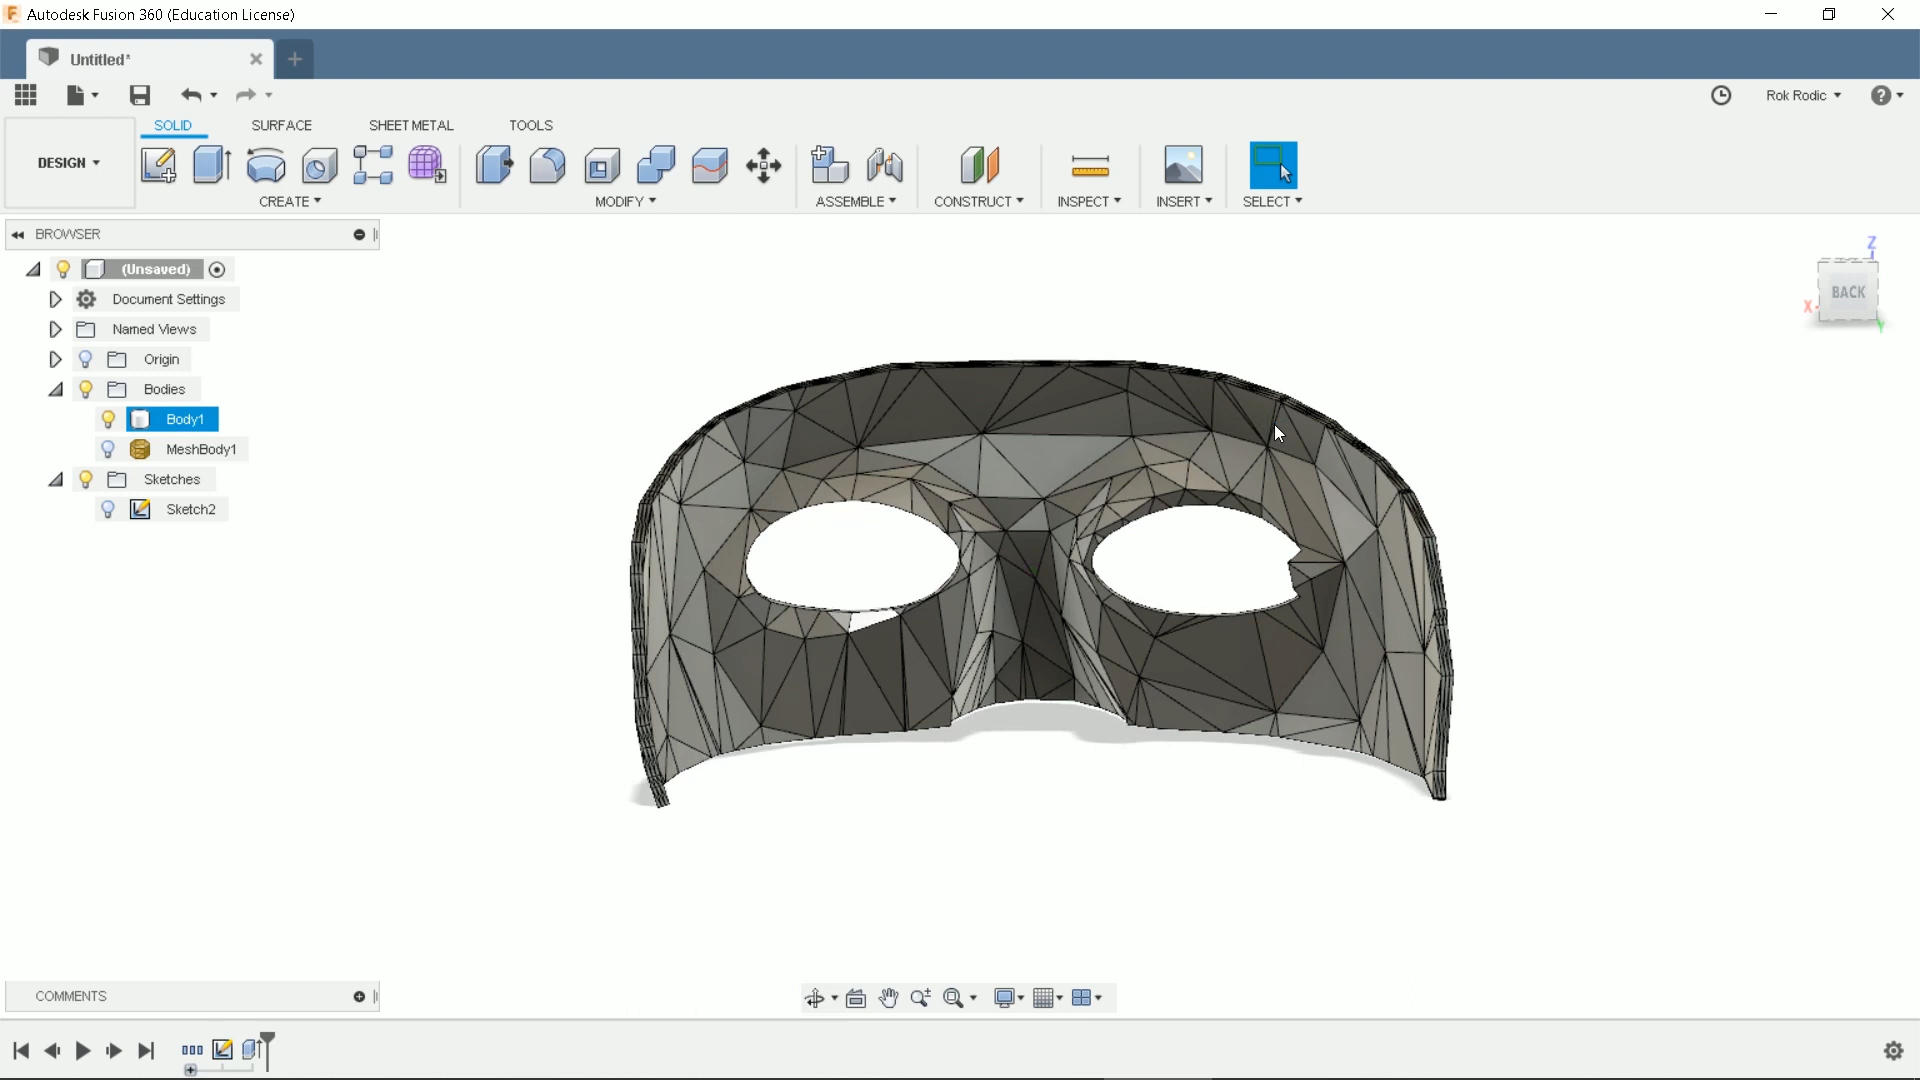 Autodesk Fusion 360 (Education License)
Untitled*
Rok Rodic
SOLID SURFACE SHEET METAL TOOLS
DESIGN
CREATE MODIFY ASSEMBLE CONSTRUCT INSPECT INSERT SELECT
BROWSER
(Unsaved)
Document Settings
Named Views
Origin
Bodies
Body1
MeshBody1
Sketches
Sketch2
Z
BACK
X
Y
COMMENTS